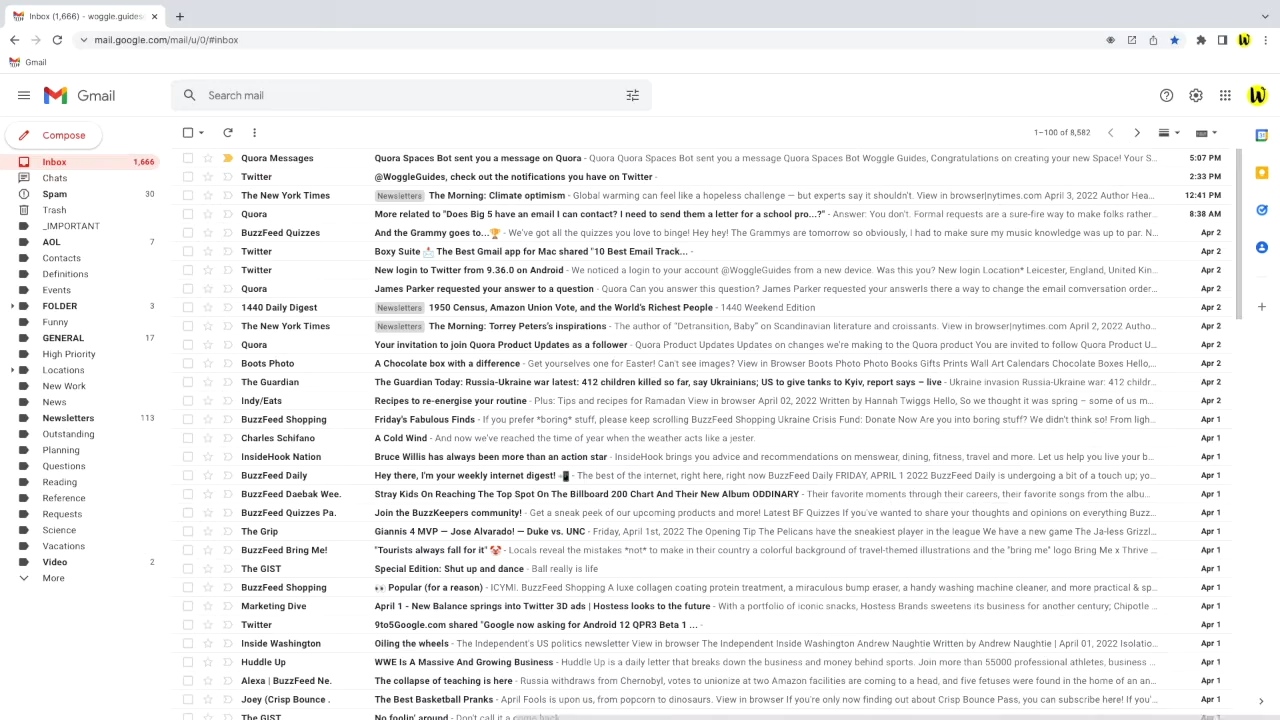 Inbox (1,666) - woggle.guides
mail.google.com/mail/u/0/#inbox
Gmail
Gmail
Search mail
Compose
1–100 of 8,582
Inbox 1,666
Chats
Spam 30
Trash
_IMPORTANT
AOL 7
Contacts
Definitions
Events
FOLDER 3
Funny
GENERAL 17
High Priority
Locations
New Work
News
Newsletters 113
Outstanding
Planning
Questions
Reading
Reference
Requests
Science
Vacations
Video 2
More
Quora Messages Quora Spaces Bot sent you a message on Quora - Quora Quora Spaces Bot sent you a message Quora Spaces Bot Woggle Guides, Congratulations on creating your new Space! Your S... 5:07 PM
Twitter @WoggleGuides, check out the notifications you have on Twitter - 2:33 PM
The New York Times Newsletters The Morning: Climate optimism - Global warming can feel like a hopeless challenge — but experts say it shouldn't. View in browser|nytimes.com April 3, 2022 Author Hea... 12:41 PM
Quora More related to "Does Big 5 have an email I can contact? I need to send them a letter for a school pro...?" - Answer: You don't. Formal requests are a sure-fire way to make folks rather... 8:38 AM
BuzzFeed Quizzes And the Grammy goes to...🏆 - We've got all the quizzes you love to binge! Hey hey! The Grammys are tomorrow so obviously, I had to make sure my music knowledge was up to par. N... Apr 2
Twitter Boxy Suite 📩 The Best Gmail app for Mac shared "10 Best Email Track... - Apr 2
Twitter New login to Twitter from 9.36.0 on Android - We noticed a login to your account @WoggleGuides from a new device. Was this you? New login Location* Leicester, England, United Kin... Apr 2
Quora James Parker requested your answer to a question - Quora Can you answer this question? James Parker requested your answerIs there a way to change the email comversation order... Apr 2
1440 Daily Digest Newsletters 1950 Census, Amazon Union Vote, and the World's Richest People - 1440 Weekend Edition Apr 2
The New York Times Newsletters The Morning: Torrey Peters's inspirations - The author of "Detransition, Baby" on Scandinavian literature and croissants. View in browser|nytimes.com April 2, 2022 Autho... Apr 2
Quora Your invitation to join Quora Product Updates as a follower - Quora Product Updates Updates on changes we're making to the Quora product You are invited to follow Quora Product U... Apr 2
Boots Photo A Chocolate box with a difference - Get yourselves one for Easter! Can't see images? View in Browser Boots Photo Photo Books Gifts Prints Wall Art Calendars Chocolate Boxes Hello,... Apr 2
The Guardian The Guardian Today: Russia-Ukraine war latest: 412 children killed so far, say Ukrainians; US to give tanks to Kyiv, report says – live - Ukraine invasion Russia-Ukraine war: 412 childr... Apr 2
Indy/Eats Recipes to re-energise your routine - Plus: Tips and recipes for Ramadan View in browser April 02, 2022 Written by Hannah Twiggs Hello, So we thought it was spring – some of us m... Apr 2
BuzzFeed Shopping Friday's Fabulous Finds - If you prefer *boring* stuff, please keep scrolling BuzzFeed Shopping Ukraine Crisis Fund: Donate Now Are you into boring stuff? We didn't think so! From ligh... Apr 1
Charles Schifano A Cold Wind - And now we've reached the time of year when the weather acts like a jester. Apr 1
InsideHook Nation Bruce Willis has always been more than an action star - InsideHook brings you advice and recommendations on menswear, dining, fitness, travel and more. Let us help you live your b... Apr 1
BuzzFeed Daily Hey there, I'm your weekly internet digest! 📲 - The best of the internet, right here, right now BuzzFeed Daily FRIDAY, APRIL 1 2022 BuzzFeed Daily is undergoing a bit of a touch up; yo... Apr 1
BuzzFeed Daebak Wee. Stray Kids On Reaching The Top Spot On The Billboard 200 Chart And Their New Album ODDINARY - Their favorite moments through their careers, their favorite songs from the albu... Apr 1
BuzzFeed Quizzes Pa. Join the BuzzKeepers community! - Get a sneak peek of our upcoming products and more! Latest BF Quizzes If you've wanted to share your thoughts and opinions on everything Buzz... Apr 1
The Grip Giannis 4 MVP — Jose Alvarado! — Duke vs. UNC - Friday, April 1st, 2022 The Opening Tip The Pelicans have the sneakiest player in the league We have a new game The Ja-less Grizzl... Apr 1
BuzzFeed Bring Me! "Tourists always fall for it" 🤡 - Locals reveal the mistakes *not* to make in their country a colorful background of travel-themed illustrations and the "bring me" logo Bring Me x Thrive ... Apr 1
The GIST Special Edition: Shut up and dance - Ball really is life Apr 1
BuzzFeed Shopping 👀 Popular (for a reason) - ICYMI. BuzzFeed Shopping A luxe collagen coating protein treatment, a miraculous bump eraser, a handy washing machine cleaner, and more practical & sp... Apr 1
Marketing Dive April 1 - New Balance springs into Twitter 3D ads | Hostess looks to the future - With a portfolio of iconic snacks, Hostess Brands sweetens its business for another century; Chipotle ... Apr 1
Twitter 9to5Google.com shared "Google now asking for Android 12 QPR3 Beta 1 ... - Apr 1
Inside Washington Oiling the wheels - The Independent's US politics newsletter View in browser The Independent Inside Washington Andrew Naughtie Written by Andrew Naughtie | April 01, 2022 Isolatio... Apr 1
Huddle Up WWE Is A Massive And Growing Business - Huddle Up is a daily letter that breaks down the business and money behind sports. Join more than 55000 professional athletes, business ... Apr 1
Alexa | BuzzFeed Ne. The collapse of teaching is here - Russia withdraws from Chernobyl, votes to unionize at two Amazon facilities are coming to a head, and five fetuses were found in the home of an an... Apr 1
Joey (Crisp Bounce . The Best Basketball Pranks - April Fools is upon us, from popcorn to dinosaurs. View in browser If you're only now finding out about Crisp Bounce Pass, you can subscribe here! If you'... Apr 1
The GIST No foolin' around - Don't call it a come back Apr 1